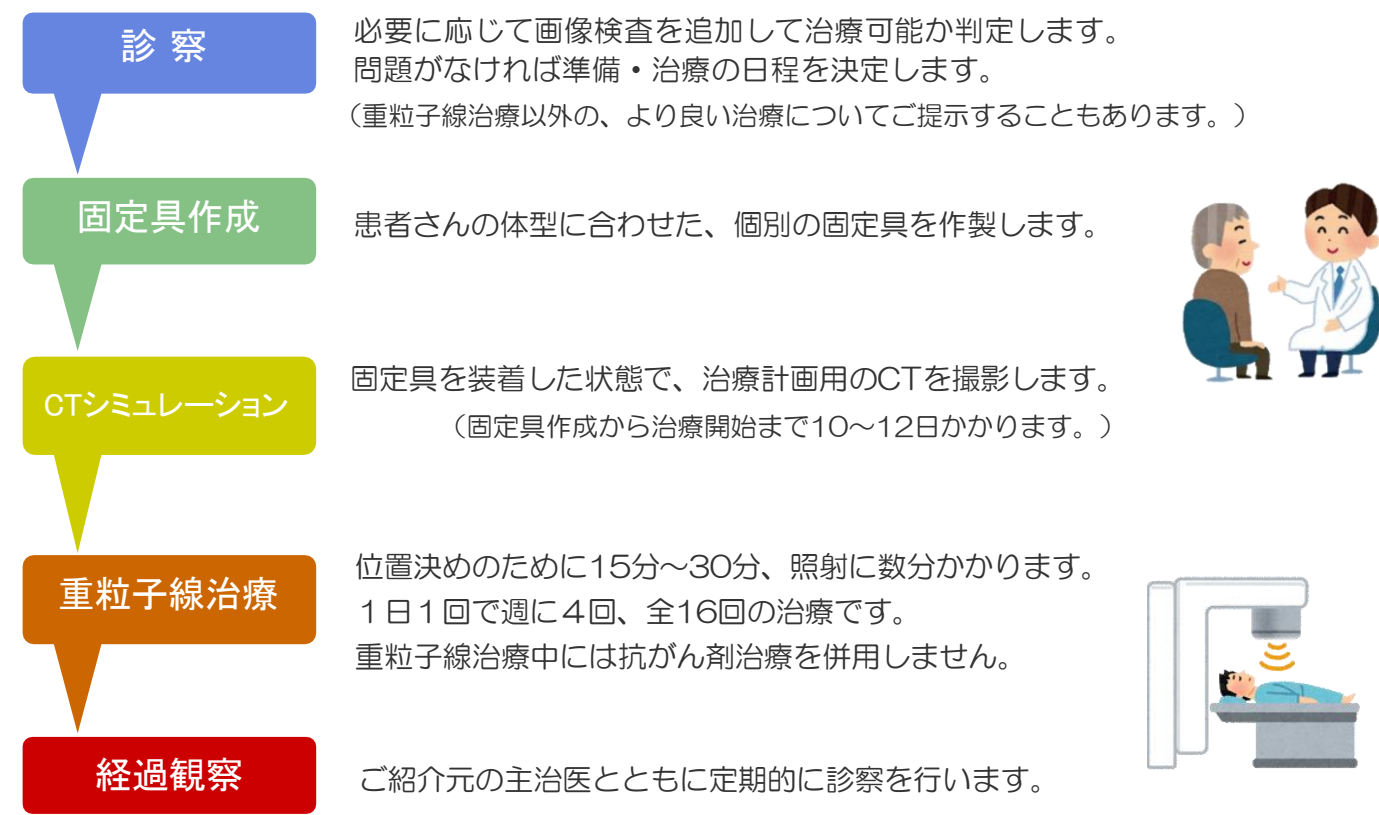 診 察
必要に応じて画像検査を追加して治療可能か判定します。
問題がなければ準備・治療の日程を決定します。
（重粒子線治療以外の、より良い治療についてご提示することもあります。）
固定具作成
患者さんの体型に合わせた、個別の固定具を作製します。
CTシミュレーション
固定具を装着した状態で、治療計画用のCTを撮影します。
（固定具作成から治療開始まで10～12日かかります。）
重粒子線治療
位置決めのために15分～30分、照射に数分かかります。
１日１回で週に４回、全16回の治療です。
重粒子線治療中には抗がん剤治療を併用しません。
経過観察
ご紹介元の主治医とともに定期的に診察を行います。